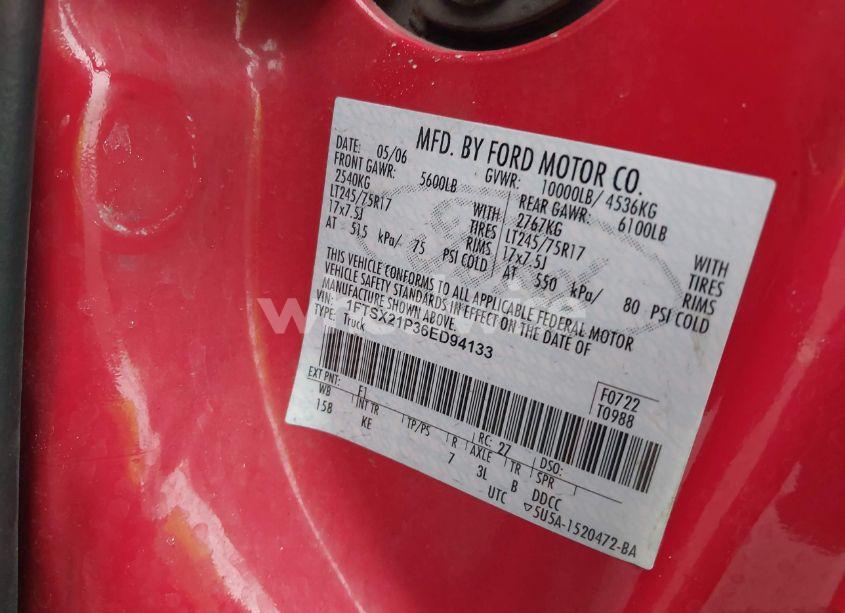 MFD. BY FORD MOTOR CO.
DATE: 05/06 GVWR: 10000LB/ 4536KG
FRONT GAWR: 5600LB REAR GAWR: 6100LB
2540KG WITH 2767KG WITH
LT245/75R17 TIRES LT245/75R17 TIRES
17x7.5J RIMS 17x7.5J RIMS
AT 515 kPa/ 75 PSI COLD AT 550 kPa/ 80 PSI COLD
THIS VEHICLE CONFORMS TO ALL APPLICABLE FEDERAL MOTOR
VEHICLE SAFETY STANDARDS IN EFFECT ON THE DATE OF
MANUFACTURE SHOWN ABOVE.
VIN: 1FTSX21P36ED94133
TYPE: Truck
F0722
T0988
EXT PNT: F1 RC: 27 DSO:
WB INT TR TP/PS R AXLE TR SPR
158 KE 7 3L B DDCC
UTC ▽5U5A-1520472-BA